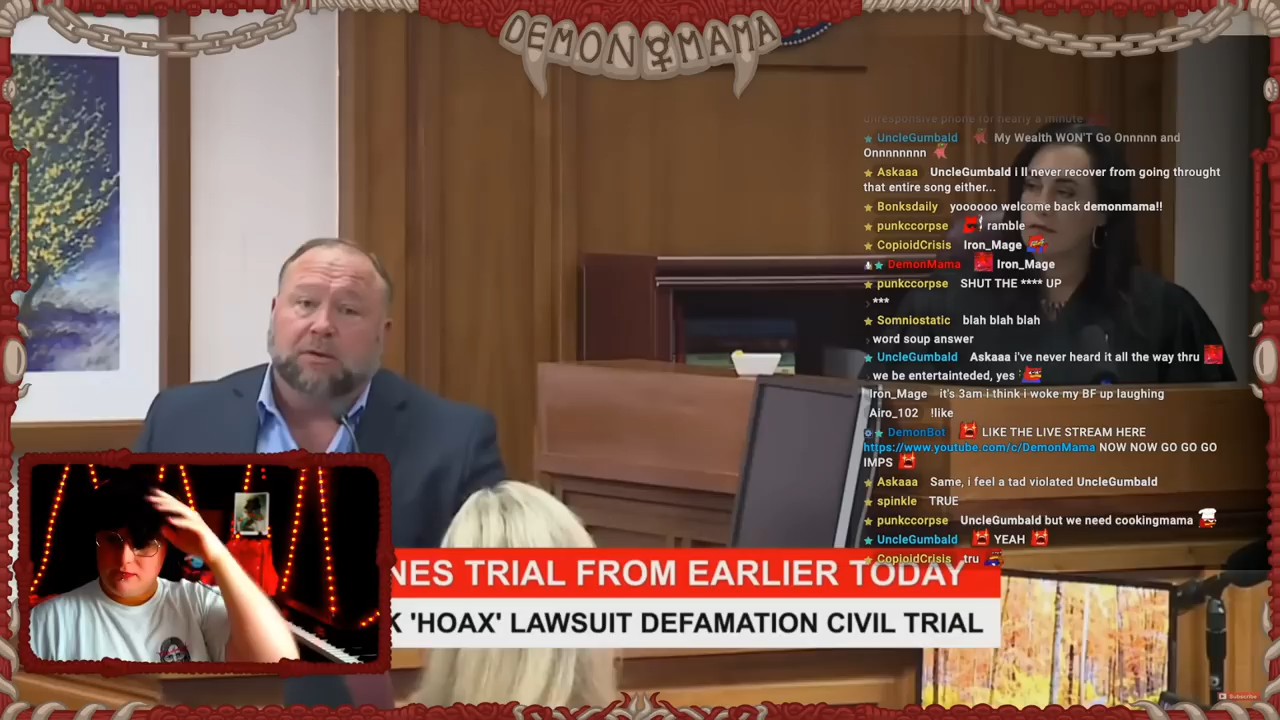 DEMON MAMA
unresponsive phone for nearly a minute
UncleGumbald My Wealth WON'T Go Onnnnn and
Onnnnnnnn
Askaaa UncleGumbald i ll never recover from going throught
that entire song either...
Bonksdaily yoooooo welcome back demonmama!!
punkccorpse ramble
CopioidCrisis Iron_Mage
DemonMama Iron_Mage
punkccorpse SHUT THE **** UP
***
Somniostatic blah blah blah
word soup answer
UncleGumbald Askaaa i've never heard it all the way thru
we be entertainteded, yes
Iron_Mage it's 3am i think i woke my BF up laughing
Airo_102 !like
DemonBot LIKE THE LIVE STREAM HERE
https://www.youtube.com/c/DemonMama NOW NOW GO GO GO
IMPS
Askaaa Same, i feel a tad violated UncleGumbald
spinkle TRUE
punkccorpse UncleGumbald but we need cookingmama
UncleGumbald YEAH
CopioidCrisis tru
NES TRIAL FROM EARLIER TODAY
K 'HOAX' LAWSUIT DEFAMATION CIVIL TRIAL
Subscribe